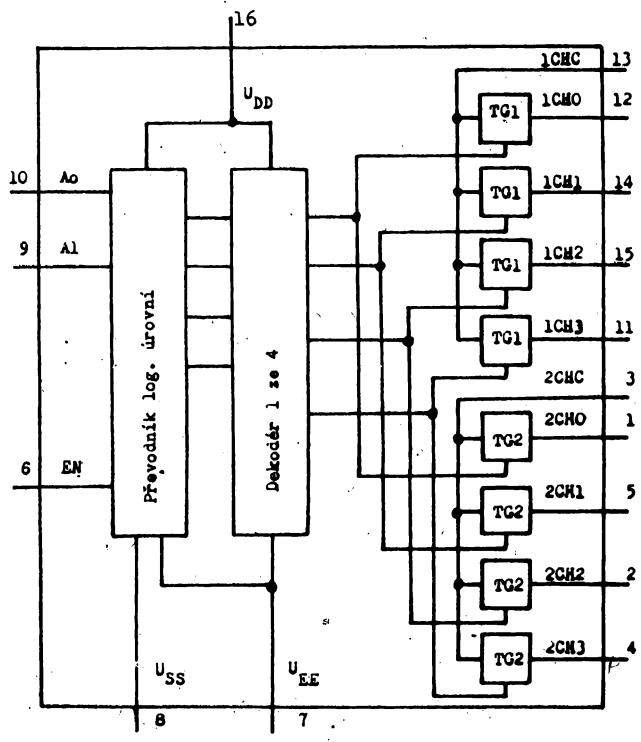 16
1CHC 13
U_DD
TG1 1CHO 12
10 Ao
TG1 1CH1 14
9 A1
TG1 1CH2 15
TG1 1CH3 11
Převodník log. úrovní
Dekodér 1 ze 4
2CHC 3
TG2 2CHO 1
6 EN
TG2 2CH1 5
TG2 2CH2 2
TG2 2CH3 4
U_SS
U_EE
8
7